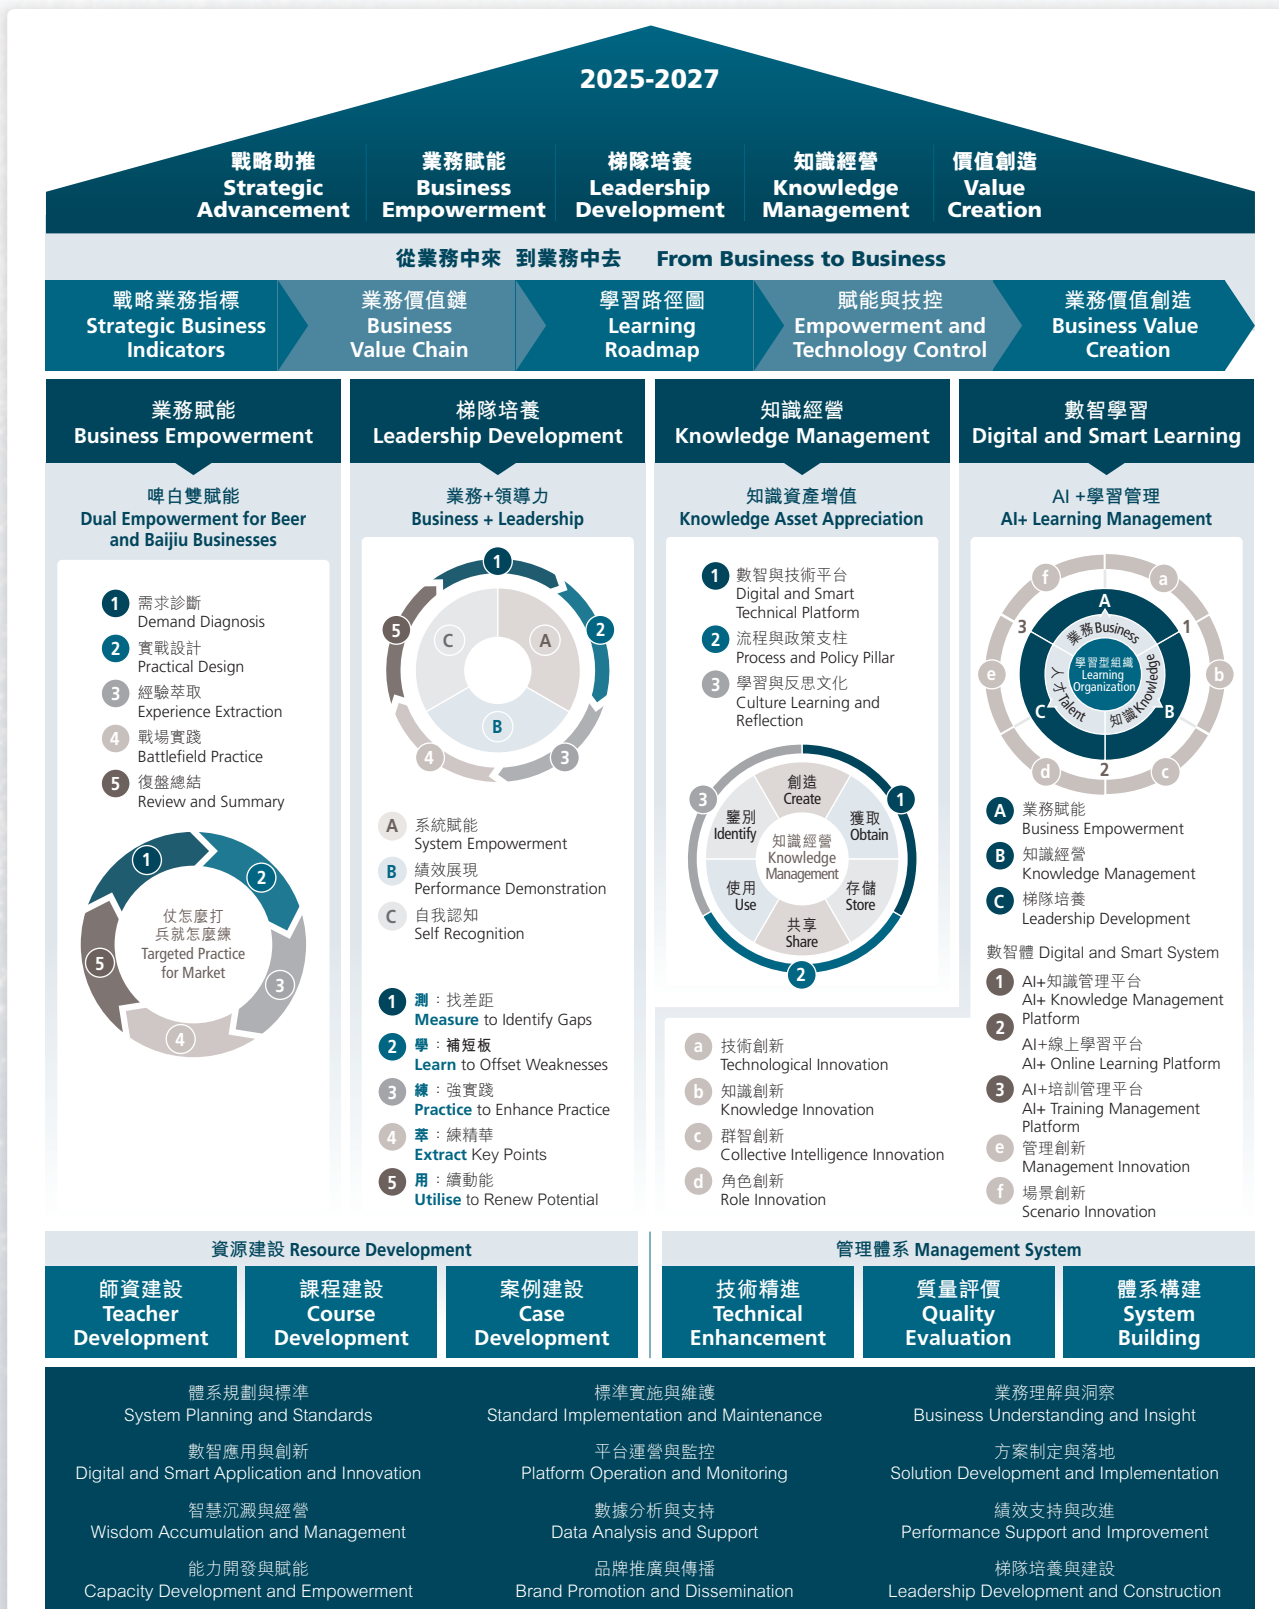 2025-2027
戰略助推
Strategic
Advancement
業務賦能
Business
Empowerment
梯隊培養
Leadership
Development
知識經營
Knowledge
Management
價值創造
Value
Creation
從業務中來 到業務中去 From Business to Business
戰略業務指標
Strategic Business
Indicators
業務價值鏈
Business
Value Chain
學習路徑圖
Learning
Roadmap
賦能與技控
Empowerment and
Technology Control
業務價值創造
Business Value
Creation
業務賦能
Business Empowerment
啤白雙賦能
Dual Empowerment for Beer
and Baijiu Businesses
1 需求診斷
Demand Diagnosis
2 實戰設計
Practical Design
3 經驗萃取
Experience Extraction
4 戰場實踐
Battlefield Practice
5 復盤總結
Review and Summary
1
2
3
4
5
仗怎麼打
兵就怎麼練
Targeted Practice
for Market
梯隊培養
Leadership Development
業務+領導力
Business + Leadership
1
2
3
4
5
A
B
C
A 系統賦能
System Empowerment
B 績效展現
Performance Demonstration
C 自我認知
Self Recognition
1 測：找差距
Measure to Identify Gaps
2 學：補短板
Learn to Offset Weaknesses
3 練：強實踐
Practice to Enhance Practice
4 萃：練精華
Extract Key Points
5 用：續動能
Utilise to Renew Potential
知識經營
Knowledge Management
知識資產增值
Knowledge Asset Appreciation
1 數智與技術平台
Digital and Smart
Technical Platform
2 流程與政策支柱
Process and Policy Pillar
3 學習與反思文化
Culture Learning and
Reflection
創造
Create
獲取
Obtain
存儲
Store
共享
Share
使用
Use
鑒別
Identify
知識經營
Knowledge
Management
1
2
3
a 技術創新
Technological Innovation
b 知識創新
Knowledge Innovation
c 群智創新
Collective Intelligence Innovation
d 角色創新
Role Innovation
數智學習
Digital and Smart Learning
AI +學習管理
AI+ Learning Management
a
b
c
d
e
f
1
2
3
A
B
C
業務 Business
知識 Knowledge
人才 Talent
學習型組織
Learning
Organization
A 業務賦能
Business Empowerment
B 知識經營
Knowledge Management
C 梯隊培養
Leadership Development
數智體 Digital and Smart System
1 AI+知識管理平台
AI+ Knowledge Management
Platform
2 AI+線上學習平台
AI+ Online Learning Platform
3 AI+培訓管理平台
AI+ Training Management
Platform
e 管理創新
Management Innovation
f 場景創新
Scenario Innovation
資源建設 Resource Development
師資建設
Teacher
Development
課程建設
Course
Development
案例建設
Case
Development
管理體系 Management System
技術精進
Technical
Enhancement
質量評價
Quality
Evaluation
體系構建
System
Building
體系規劃與標準
System Planning and Standards
標準實施與維護
Standard Implementation and Maintenance
業務理解與洞察
Business Understanding and Insight
數智應用與創新
Digital and Smart Application and Innovation
平台運營與監控
Platform Operation and Monitoring
方案制定與落地
Solution Development and Implementation
智慧沉澱與經營
Wisdom Accumulation and Management
數據分析與支持
Data Analysis and Support
績效支持與改進
Performance Support and Improvement
能力開發與賦能
Capacity Development and Empowerment
品牌推廣與傳播
Brand Promotion and Dissemination
梯隊培養與建設
Leadership Development and Construction